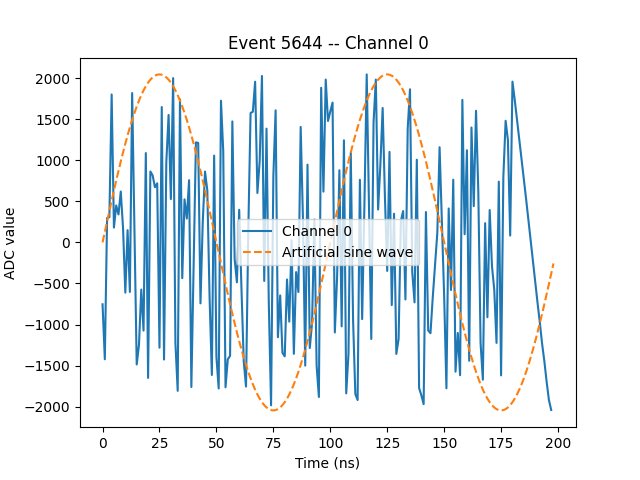 Event 5644 -- Channel 0
ADC value
2000
1500
1000
500
0
−500
−1000
−1500
−2000
Channel 0
Artificial sine wave
0 25 50 75 100 125 150 175 200
Time (ns)